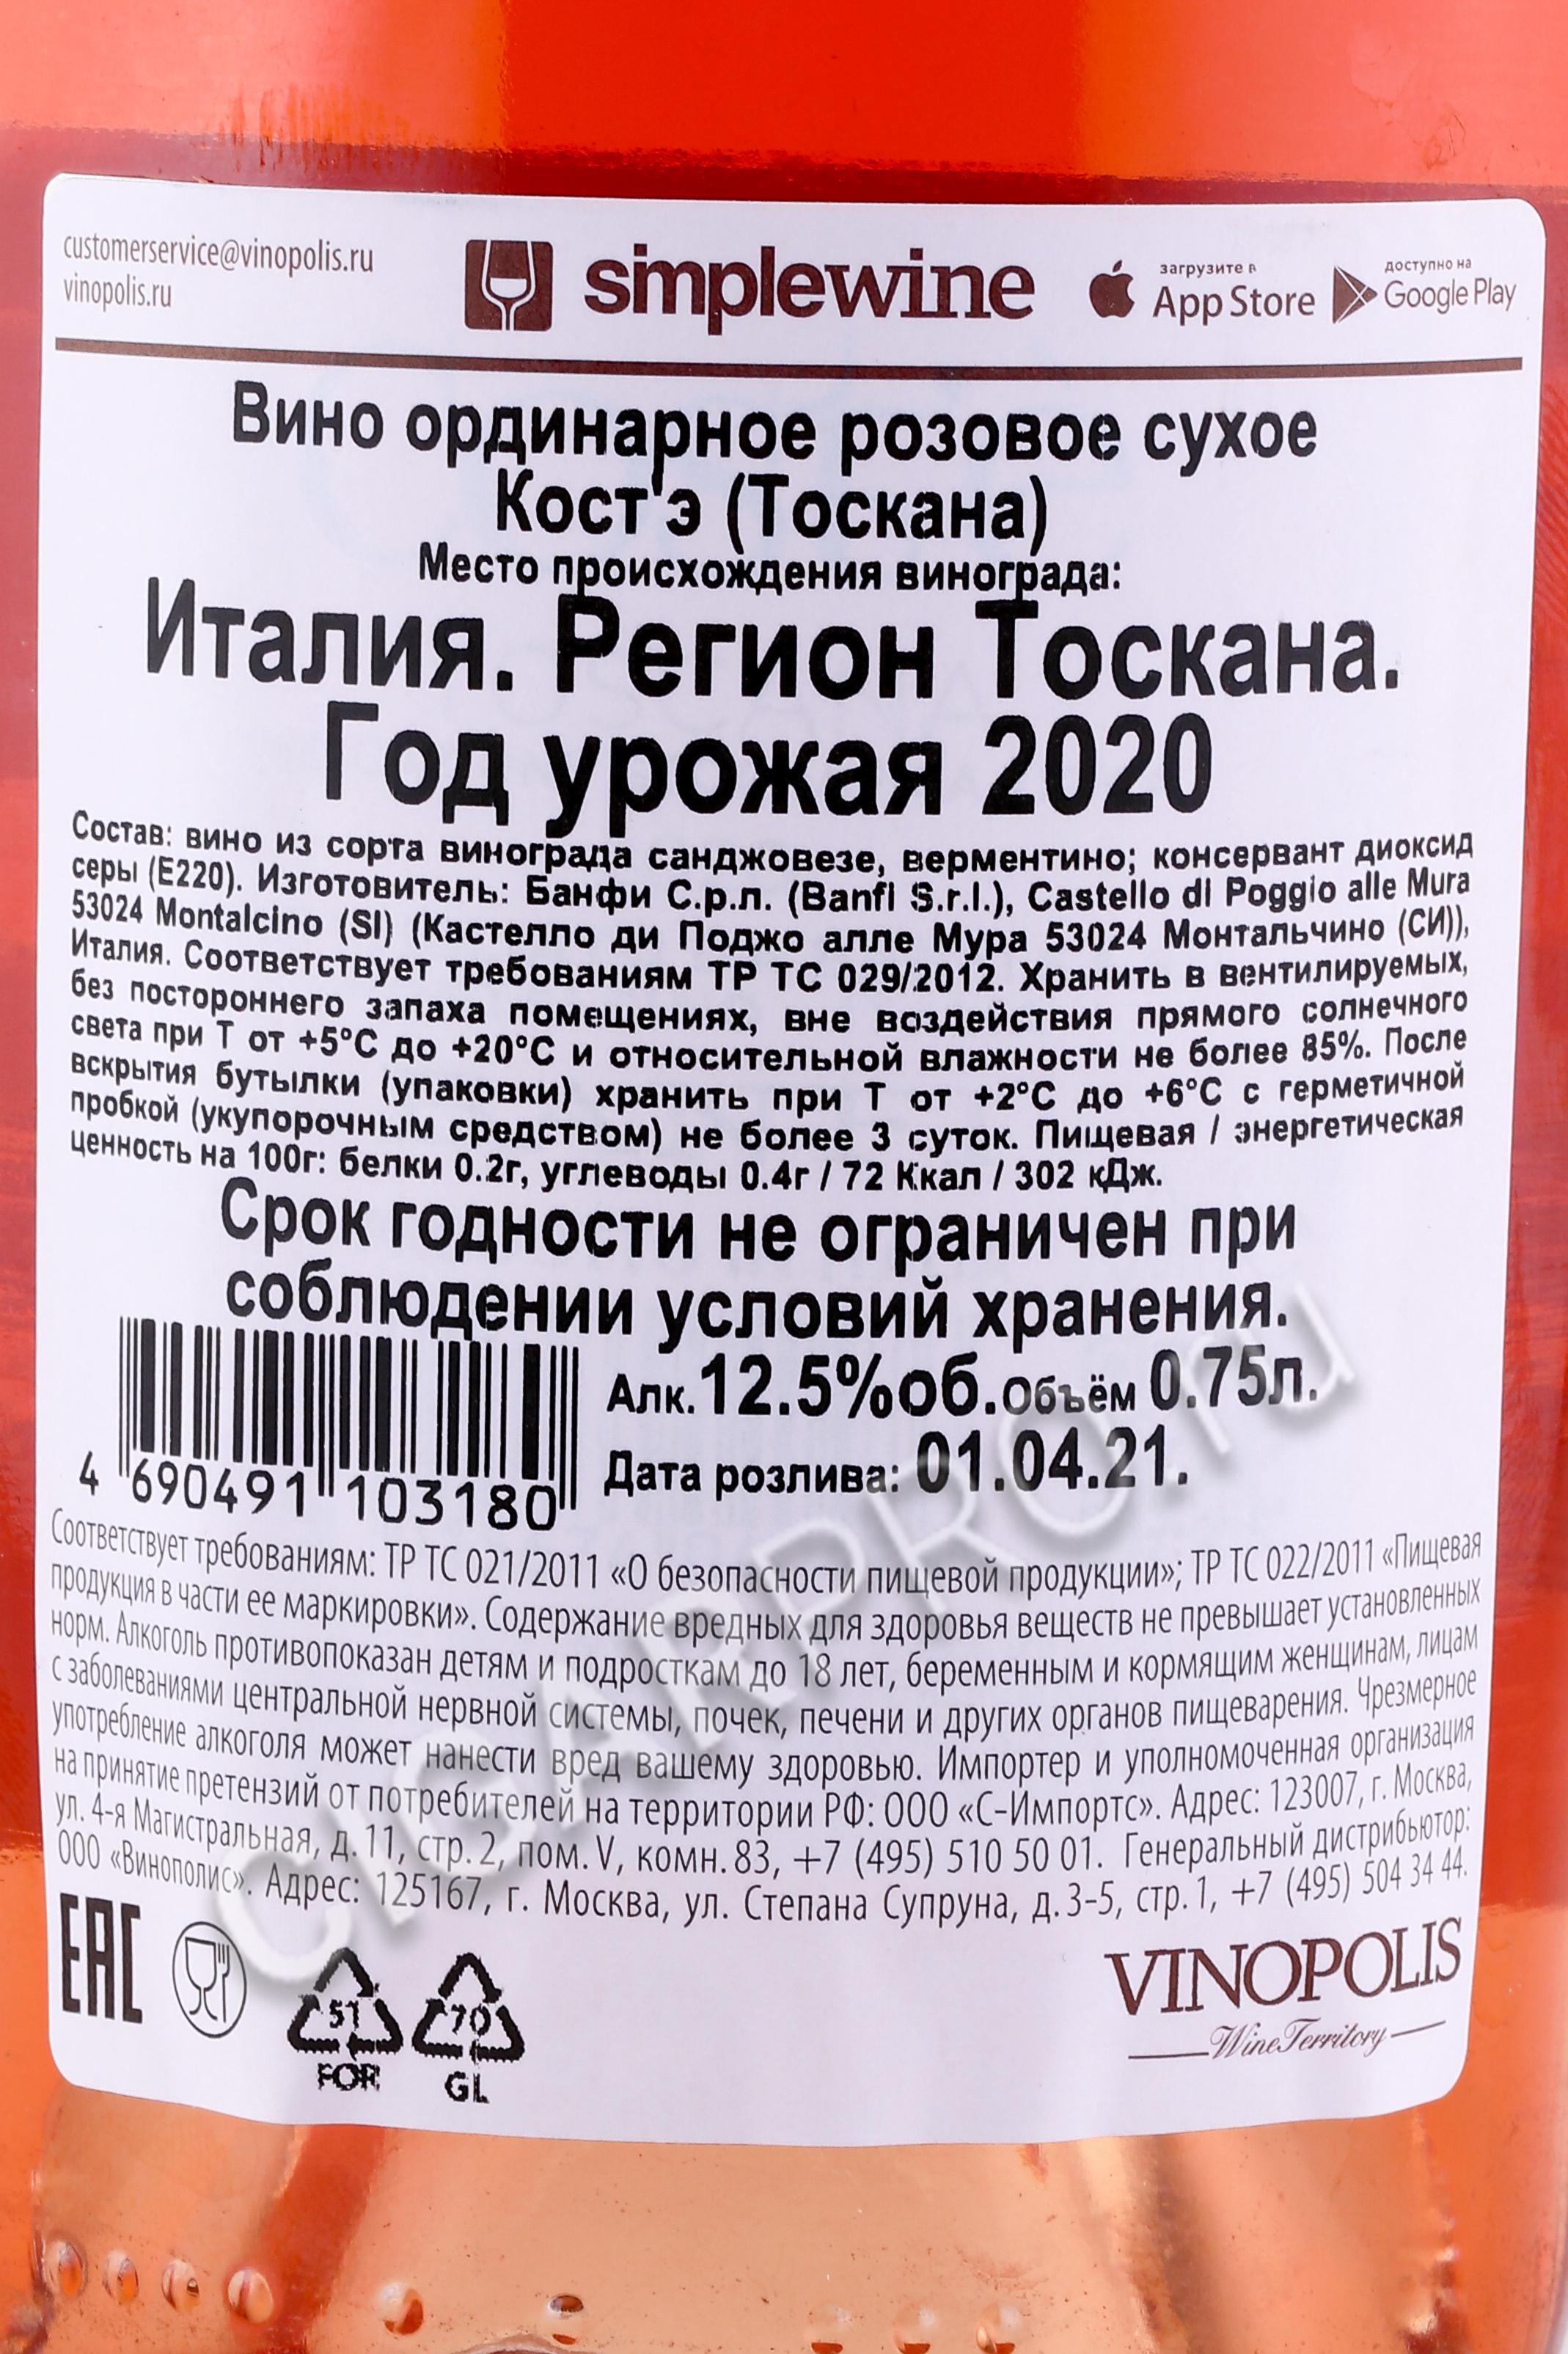 customerservice@vinopolis.ru
vinopolis.ru
simplewine
загрузите в
App Store
доступно на
Google Play
Вино ординарное розовое сухое
Кост'э (Тоскана)
Место происхождения винограда:
Италия. Регион Тоскана.
Год урожая 2020
Состав: вино из сорта винограда санджовезе, верментино; консервант диоксид
серы (Е220). Изготовитель: Банфи С.р.л. (Banfi S.r.l.), Castello di Poggio alle Mura
53024 Montalcino (SI) (Кастелло ди Поджо алле Мура 53024 Монтальчино (СИ)),
Италия. Соответствует требованиям ТР ТС 029/2012. Хранить в вентилируемых,
без постороннего запаха помещениях, вне воздействия прямого солнечного
света при Т от +5°С до +20°С и относительной влажности не более 85%. После
вскрытия бутылки (упаковки) хранить при Т от +2°С до +6°С с герметичной
пробкой (укупорочным средством) не более 3 суток. Пищевая / энергетическая
ценность на 100г: белки 0.2г, углеводы 0.4г / 72 Ккал / 302 кДж.
Срок годности не ограничен при
соблюдении условий хранения.
Алк.12.5%об.Объём 0.75л.
Дата розлива: 01.04.21.
4 690491 103180
Соответствует требованиям: ТР ТС 021/2011 «О безопасности пищевой продукции»; ТР ТС 022/2011 «Пищевая
продукция в части ее маркировки». Содержание вредных для здоровья веществ не превышает установленных
норм. Алкоголь противопоказан детям и подросткам до 18 лет, беременным и кормящим женщинам, лицам
с заболеваниями центральной нервной системы, почек, печени и других органов пищеварения. Чрезмерное
употребление алкоголя может нанести вред вашему здоровью. Импортер и уполномоченная организация
на принятие претензий от потребителей на территории РФ: ООО «С-Импортс». Адрес: 123007, г. Москва,
ул. 4-я Магистральная, д. 11, стр. 2, пом. V, комн. 83, +7 (495) 510 50 01. Генеральный дистрибьютор:
ООО «Винополис». Адрес: 125167, г. Москва, ул. Степана Супруна, д. 3-5, стр. 1, +7 (495) 504 34 44.
EAC
51
FOR
70
GL
VINOPOLIS
Wine Territory
CIGARPRO.ru